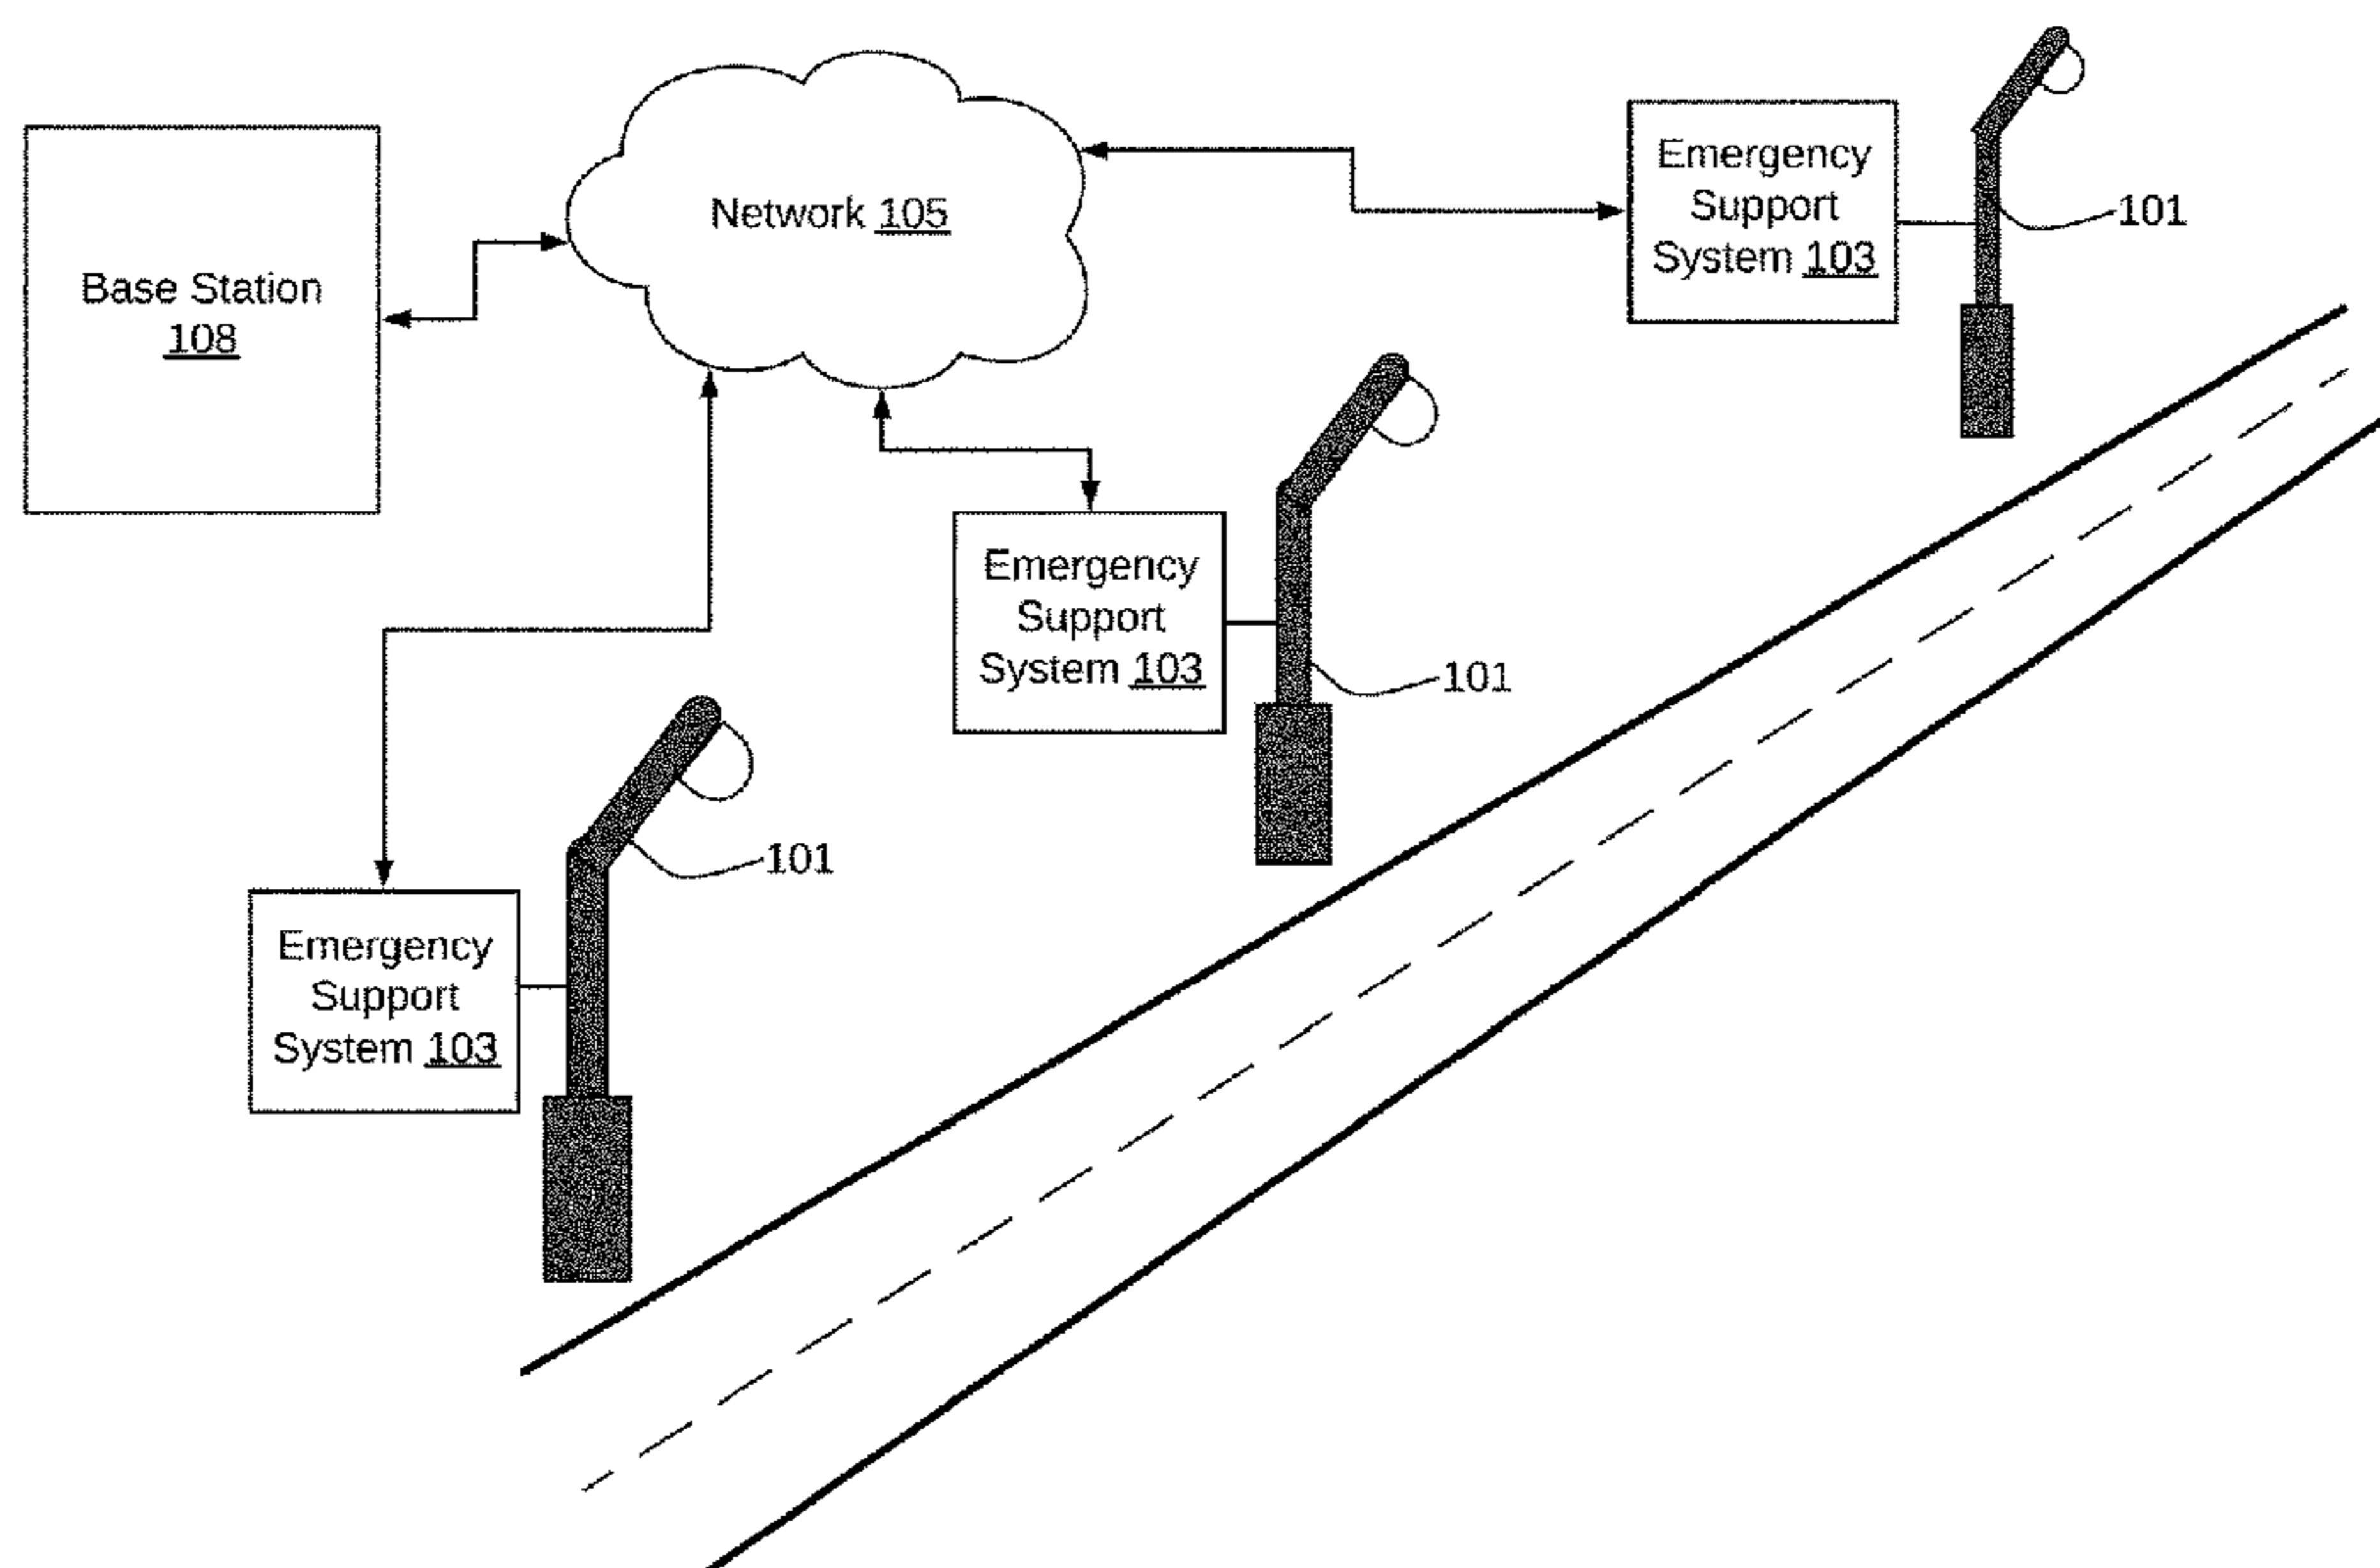 Base Station
108
Network 105
Emergency
Support
System 103
101
Emergency
Support
System 103
101
Emergency
Support
System 103
101